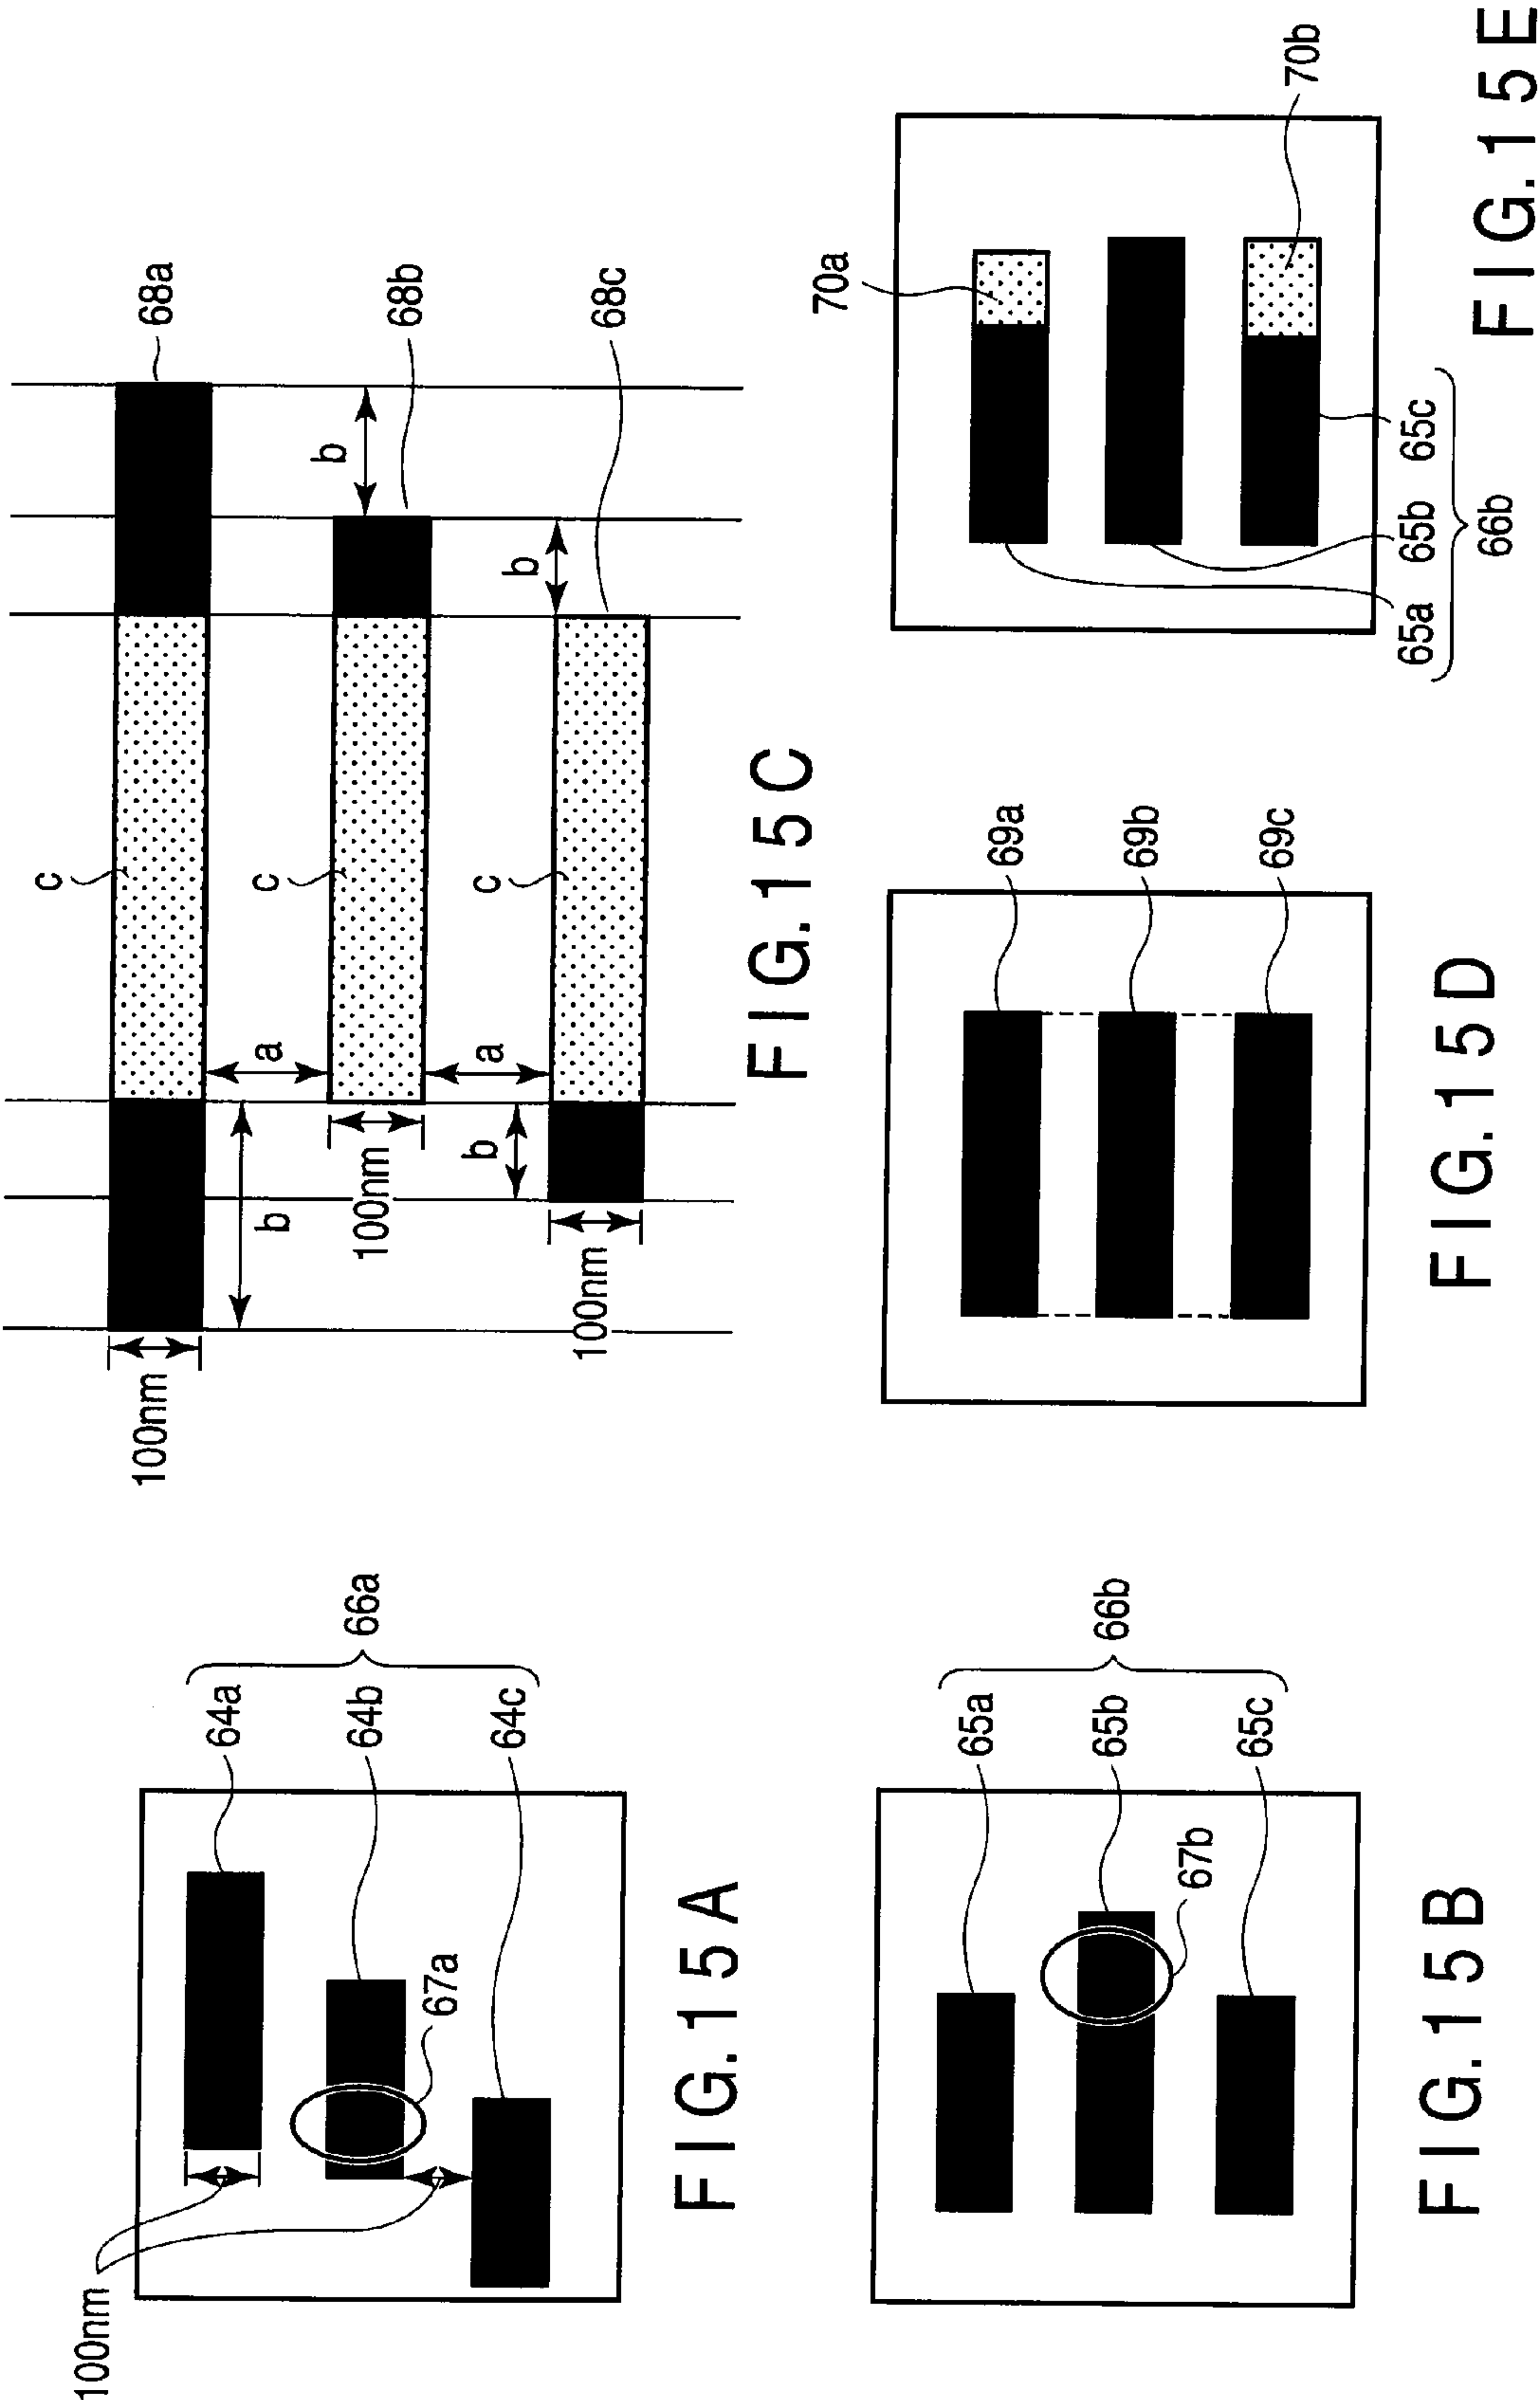 100nm
64a
64b
64c
66a
67a
FIG.15A
65a
65b
65c
66b
67b
FIG.15B
100nm
100nm
100nm
a
a
b
b
b
b
c
c
c
68a
68b
68c
FIG.15C
69a
69b
69c
FIG.15D
70a
70b
65a
65b
65c
66b
FIG.15E